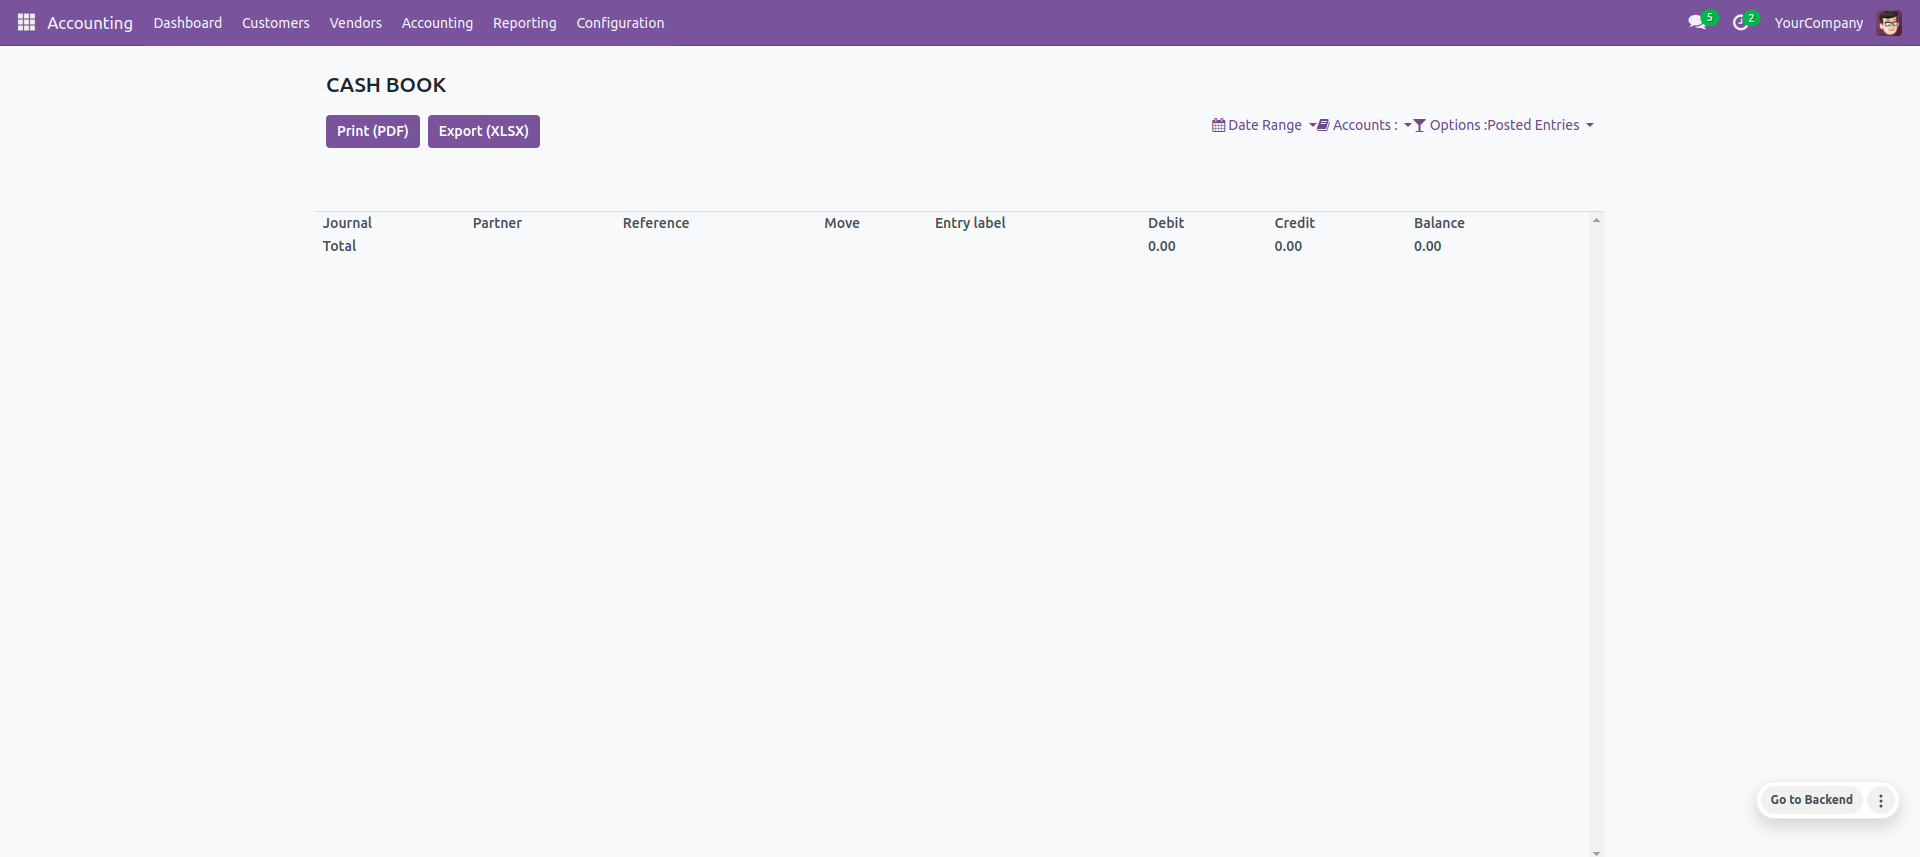 Accounting Dashboard Customers Vendors Accounting Reporting Configuration 5 2 YourCompany
CASH BOOK
Print (PDF) Export (XLSX) Date Range Accounts : Options :Posted Entries
Journal Partner Reference Move Entry label Debit Credit Balance
Total 0.00 0.00 0.00
Go to Backend